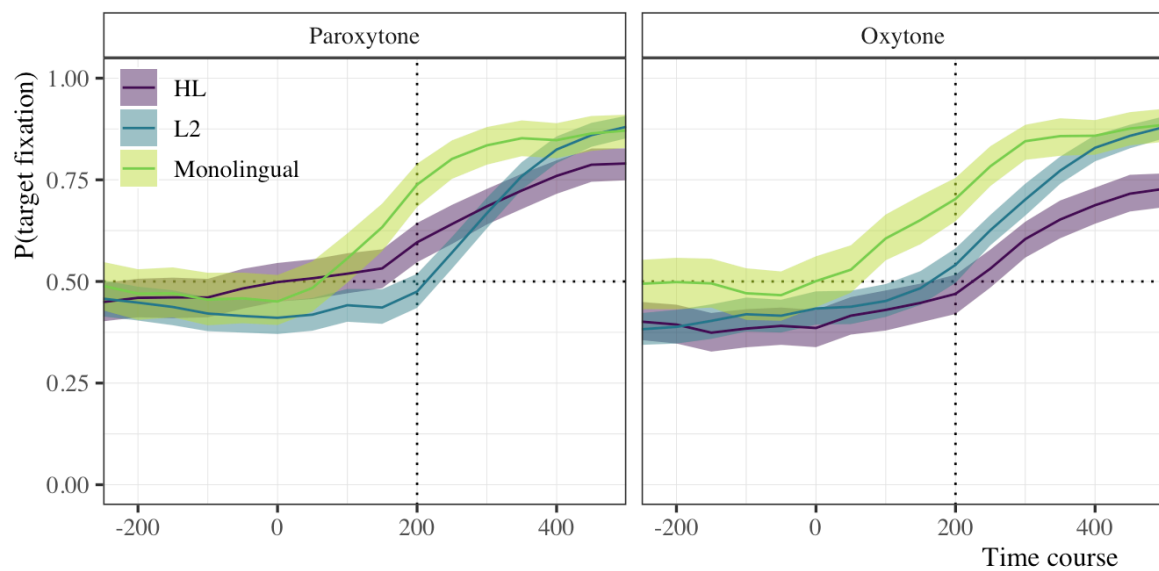 Paroxytone
Oxytone
P(target fixation)
1.00
0.75
0.50
0.25
0.00
HL
L2
Monolingual
-200 0 200 400
-200 0 200 400
Time course